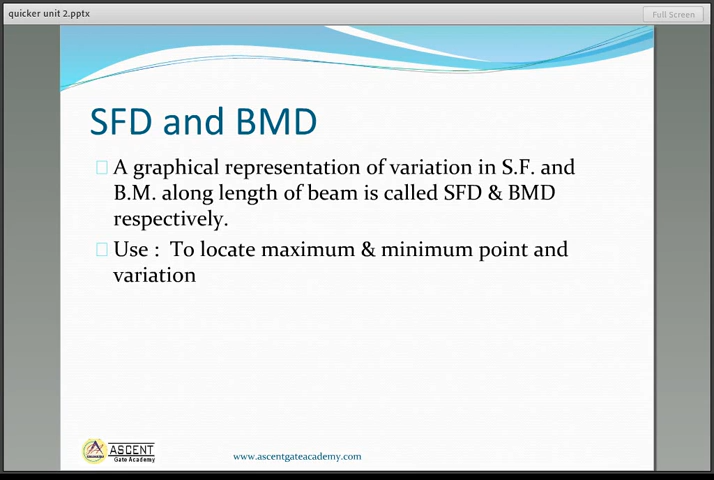 quicker unit 2.pptx
Full Screen
SFD and BMD
A graphical representation of variation in S.F. and
B.M. along length of beam is called SFD & BMD
respectively.
Use : To locate maximum & minimum point and
variation
ASCENT
Gate Academy
www.ascentgateacademy.com